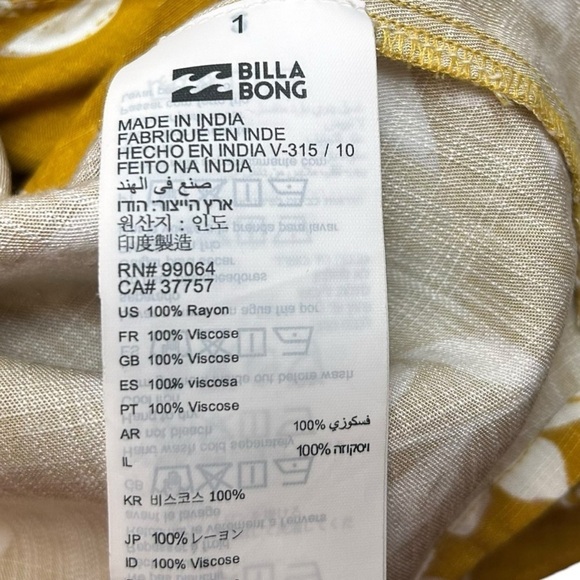 1
BILLA
BONG
MADE IN INDIA
FABRIQUÉ EN INDE
HECHO EN INDIA V-315 / 10
FEITO NA ÍNDIA
صنع في الهند
ארץ הייצור: הודו
원산지 : 인도
印度製造
RN# 99064
CA# 37757
US 100% Rayon
FR 100% Viscose
GB 100% Viscose
ES 100% viscosa
PT 100% Viscose
AR فسكوزي %100
IL ויסקוזה 100%
KR 비스코스 100%
JP 100% レーヨン
ID 100% Viscose